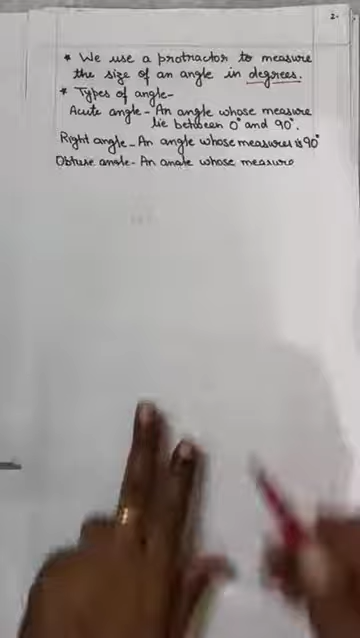 2.
* We use a protractor to measure
the size of an angle in degrees.
* Types of angle-
Acute angle - An angle whose measure
lie between 0° and 90°.
Right angle - An angle whose measures is 90°
Obtuse angle - An angle whose measure